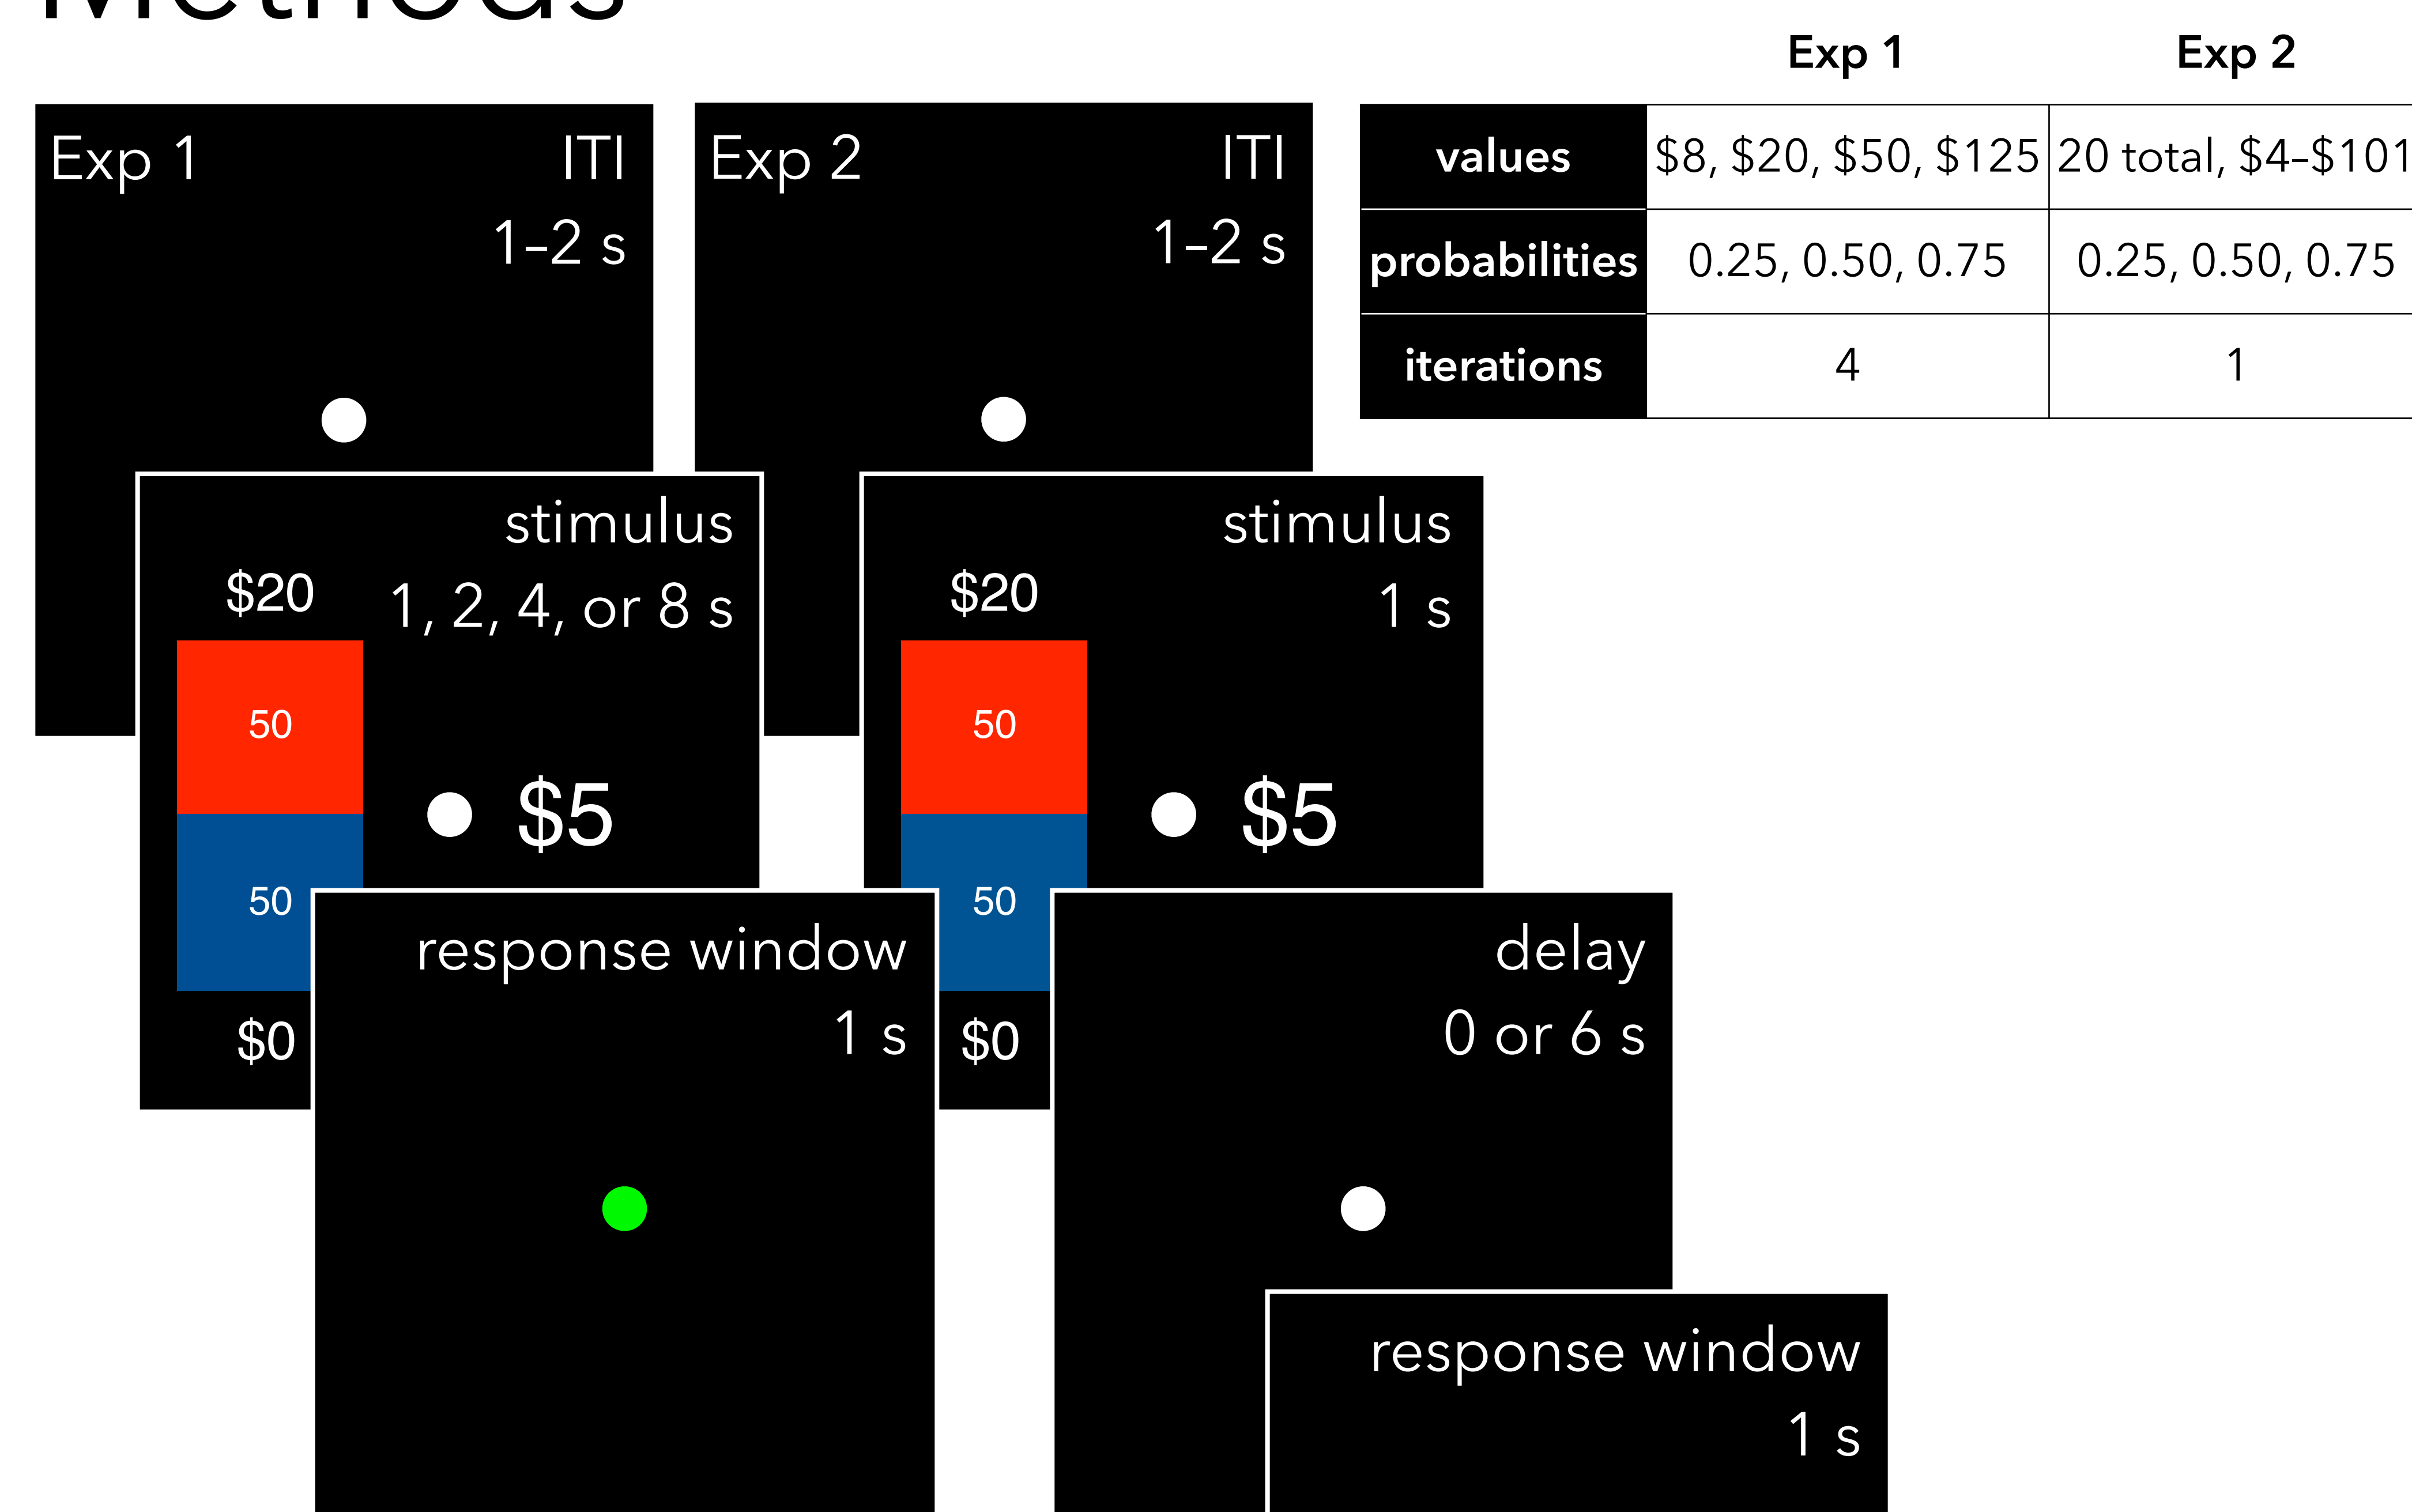 Methods
Exp 1 ITI
1–2 s
stimulus
$20 1, 2, 4, or 8 s
50
$5
50
$0
response window
1 s
Exp 2 ITI
1–2 s
stimulus
$20 1 s
50
$5
50
$0
delay
0 or 6 s
response window
1 s
Exp 1 Exp 2
values $8, $20, $50, $125 20 total, $4–$101
probabilities 0.25, 0.50, 0.75 0.25, 0.50, 0.75
iterations 4 1